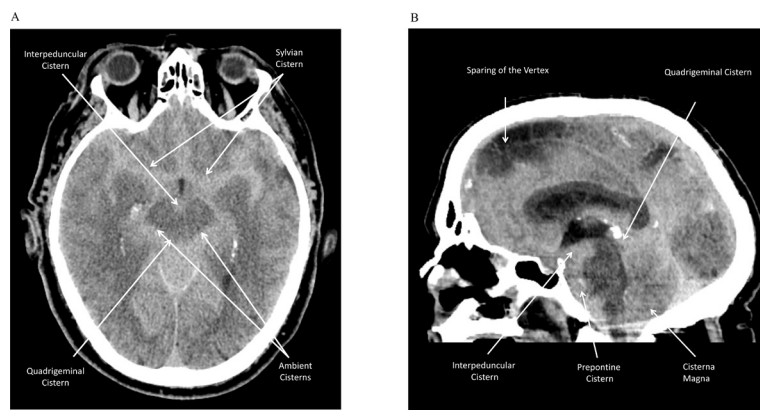 A
Interpeduncular
Cistern
Sylvian
Cistern
Quadrigeminal
Cistern
Ambient
Cisterns
B
Sparing of the Vertex
Quadrigeminal Cistern
Interpeduncular
Cistern
Prepontine
Cistern
Cisterna
Magna